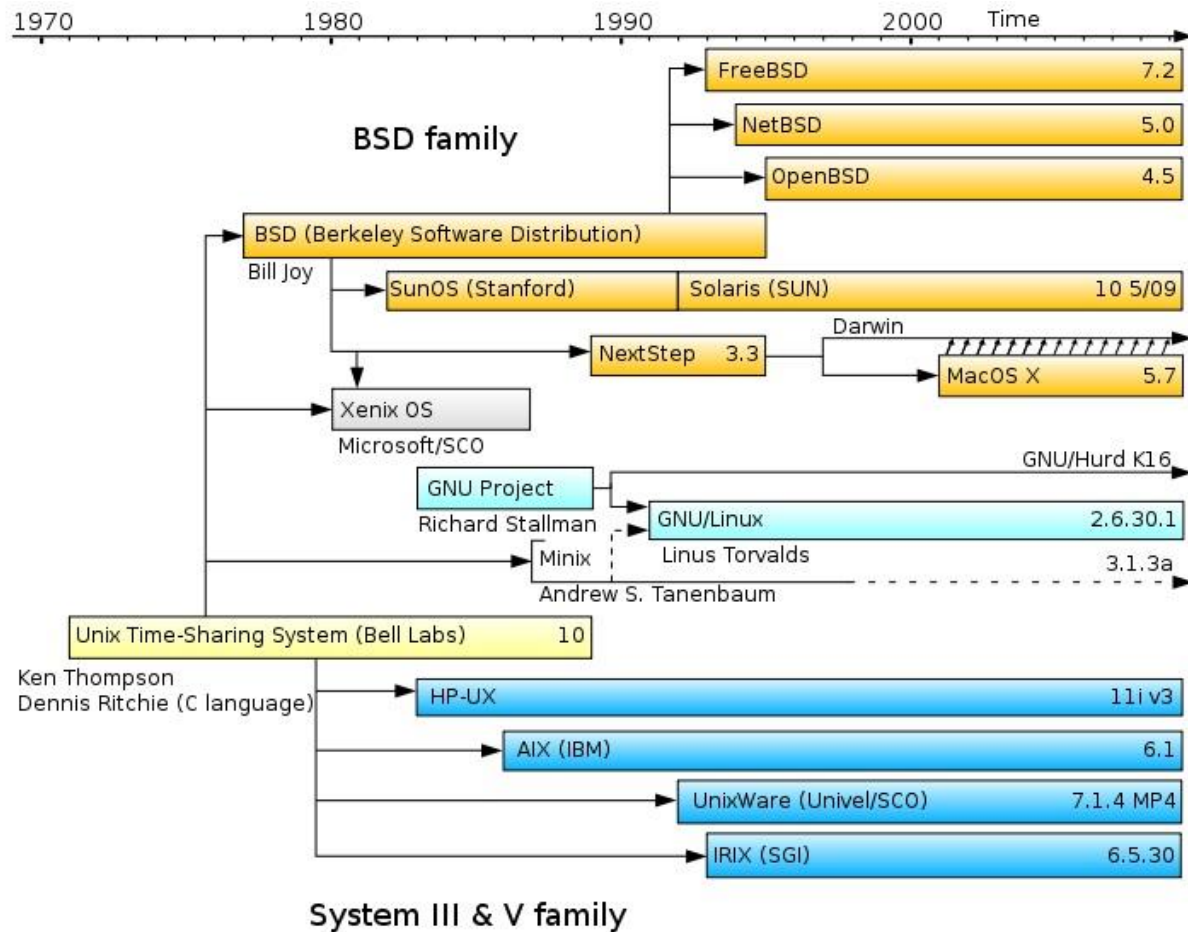 1970 1980 1990 2000 Time
FreeBSD 7.2
NetBSD 5.0
BSD family
OpenBSD 4.5
BSD (Berkeley Software Distribution)
Bill Joy
SunOS (Stanford) Solaris (SUN) 10 5/09
Darwin
NextStep 3.3
MacOS X 5.7
Xenix OS
Microsoft/SCO
GNU/Hurd K16
GNU Project
Richard Stallman
GNU/Linux 2.6.30.1
Linus Torvalds
Minix 3.1.3a
Andrew S. Tanenbaum
Unix Time-Sharing System (Bell Labs) 10
Ken Thompson
Dennis Ritchie (C language)
HP-UX 11i v3
AIX (IBM) 6.1
UnixWare (Univel/SCO) 7.1.4 MP4
IRIX (SGI) 6.5.30
System III & V family